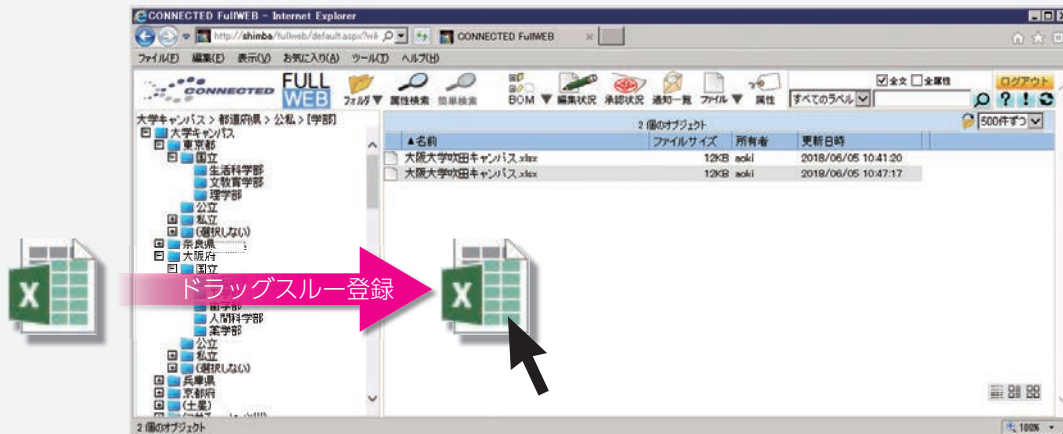 CONNECTED FullWEB - Internet Explorer
http://shimba/fullweb/default.aspx?wil
CONNECTED FullWEB
ファイル(F) 編集(E) 表示(V) お気に入り(A) ツール(T) ヘルプ(H)
CONNECTED FULL WEB
フォルダ 属性検索 簡単検索 BOM 編集状況 承認状況 通知一覧 ファイル 属性
全文 全属性
すべてのラベル
ログアウト
大学キャンパス > 都道府県 > 公私 > [学部]
2 個のオブジェクト
500件ずつ
▲名前 ファイルサイズ 所有者 更新日時
大阪大学吹田キャンパス.xlsx 12KB aoki 2018/06/05 10:41:20
大阪大学吹田キャンパス.xlsx 12KB aoki 2018/06/05 10:47:17
大学キャンパス
東京都
国立
生活科学部
文教育学部
理学部
公立
私立
(選択しない)
奈良県
大阪府
国立
歯学部
人間科学部
薬学部
公立
私立
(選択しない)
兵庫県
京都府
(土星)
X
ドラッグスルー登録
X
2 個のオブジェクト
100%